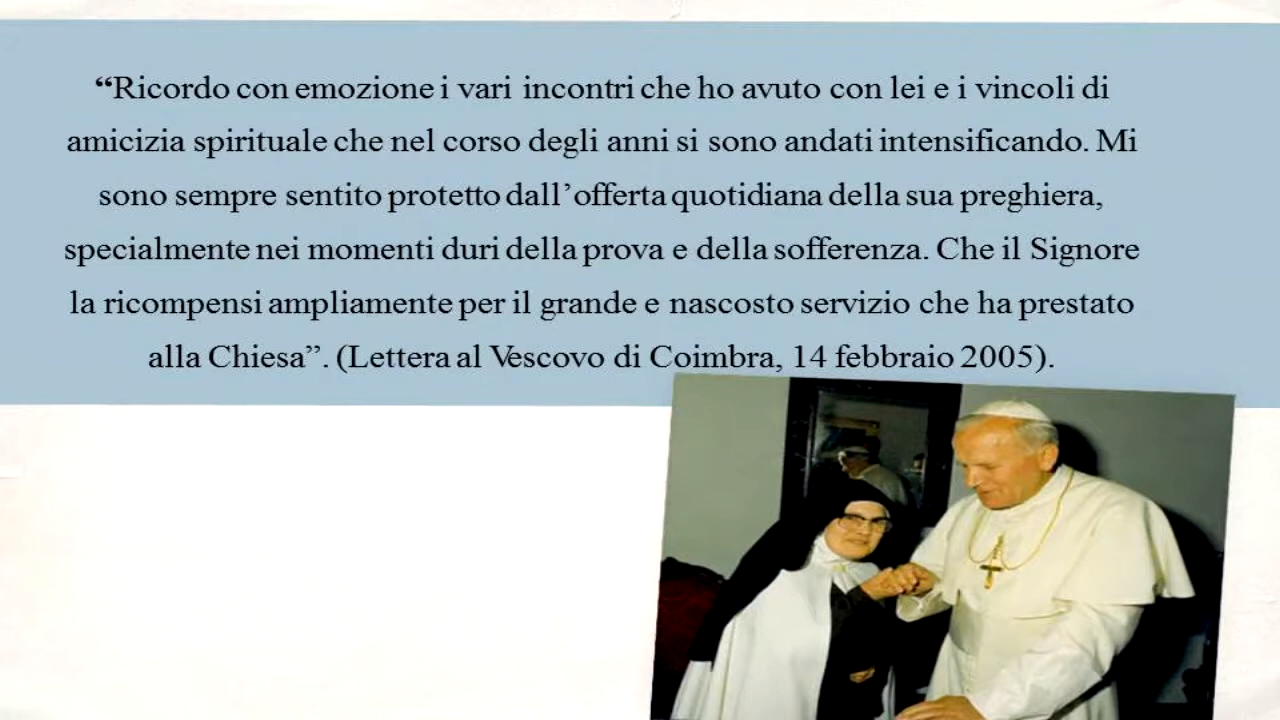 “Ricordo con emozione i vari incontri che ho avuto con lei e i vincoli di
amicizia spirituale che nel corso degli anni si sono andati intensificando. Mi
sono sempre sentito protetto dall’offerta quotidiana della sua preghiera,
specialmente nei momenti duri della prova e della sofferenza. Che il Signore
la ricompensi ampliamente per il grande e nascosto servizio che ha prestato
alla Chiesa”. (Lettera al Vescovo di Coimbra, 14 febbraio 2005).